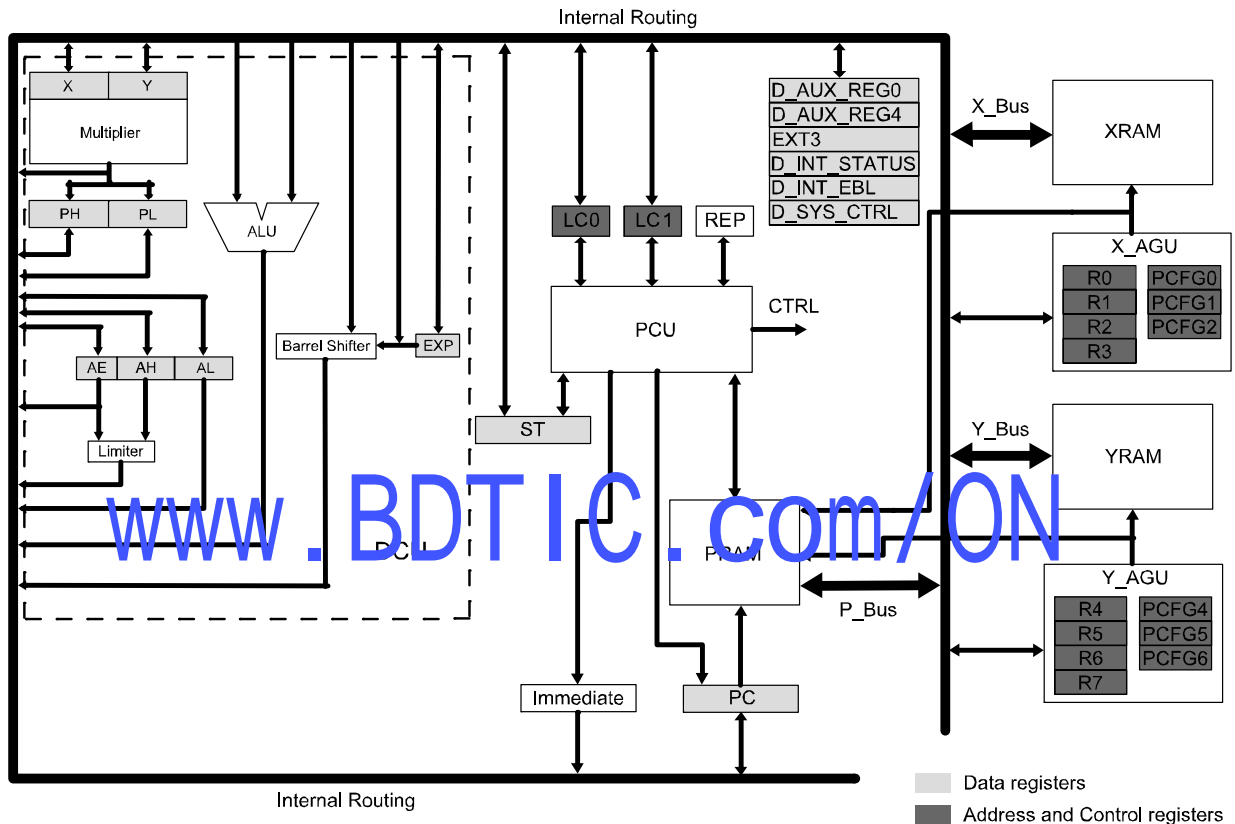 Internal Routing
X
Y
Multiplier
PH
PL
ALU
AE
AH
AL
Limiter
Barrel Shifter
EXP
DCU
LC0
LC1
REP
PCU
CTRL
ST
D_AUX_REG0
D_AUX_REG4
EXT3
D_INT_STATUS
D_INT_EBL
D_SYS_CTRL
X_Bus
XRAM
X_AGU
R0
PCFG0
R1
PCFG1
R2
PCFG2
R3
Y_Bus
YRAM
www.BDTIC.com/ON
PRAM
P_Bus
Y_AGU
R4
PCFG4
R5
PCFG5
R6
PCFG6
R7
Immediate
PC
Internal Routing
Data registers
Address and Control registers